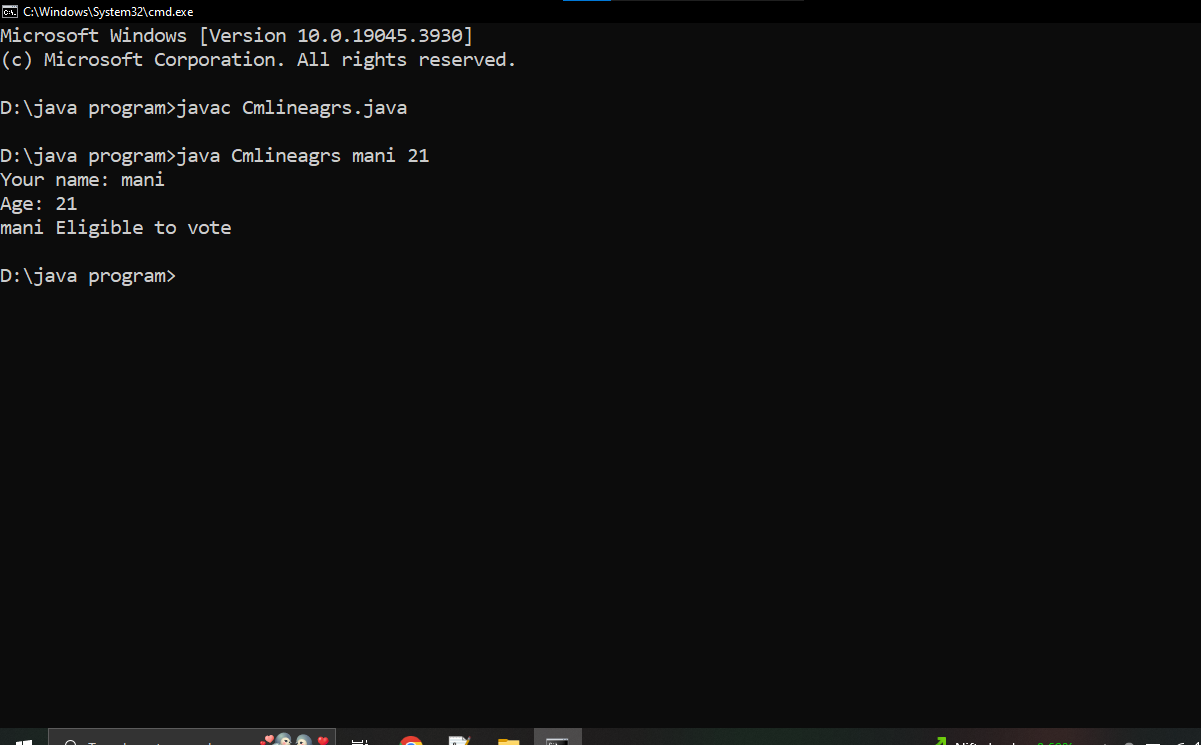 C:\Windows\System32\cmd.exe
Microsoft Windows [Version 10.0.19045.3930]
(c) Microsoft Corporation. All rights reserved.
D:\java program>javac Cmlineagrs.java
D:\java program>java Cmlineagrs mani 21
Your name: mani
Age: 21
mani Eligible to vote
D:\java program>